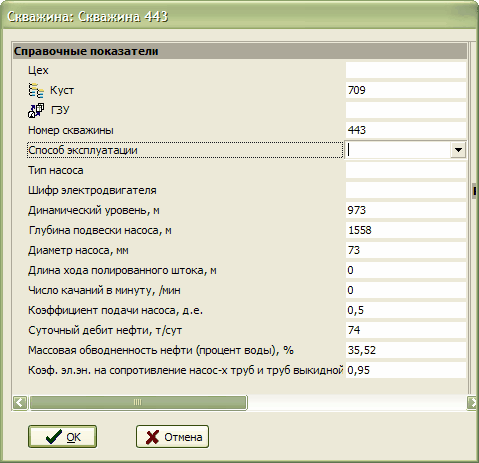 Скважина: Скважина 443
Справочные показатели
Цех
Куст 709
ГЗУ
Номер скважины 443
Способ эксплуатации
Тип насоса
Шифр электродвигателя
Динамический уровень, м 973
Глубина подвески насоса, м 1558
Диаметр насоса, мм 73
Длина хода полированного штока, м 0
Число качаний в минуту, /мин 0
Коэффициент подачи насоса, д.е. 0,5
Суточный дебит нефти, т/сут 74
Массовая обводненность нефти (процент воды), % 35,52
Коэф. эл.эн. на сопротивление насос-х труб и труб выкидной 0,95
OK Отмена